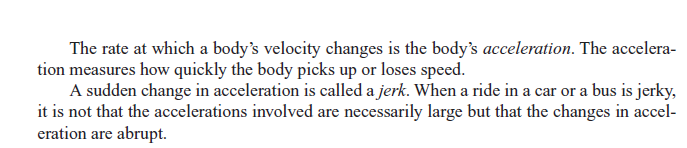 The rate at which a body’s velocity changes is the body’s acceleration. The accelera-
tion measures how quickly the body picks up or loses speed.
A sudden change in acceleration is called a jerk. When a ride in a car or a bus is jerky,
it is not that the accelerations involved are necessarily large but that the changes in accel-
eration are abrupt.